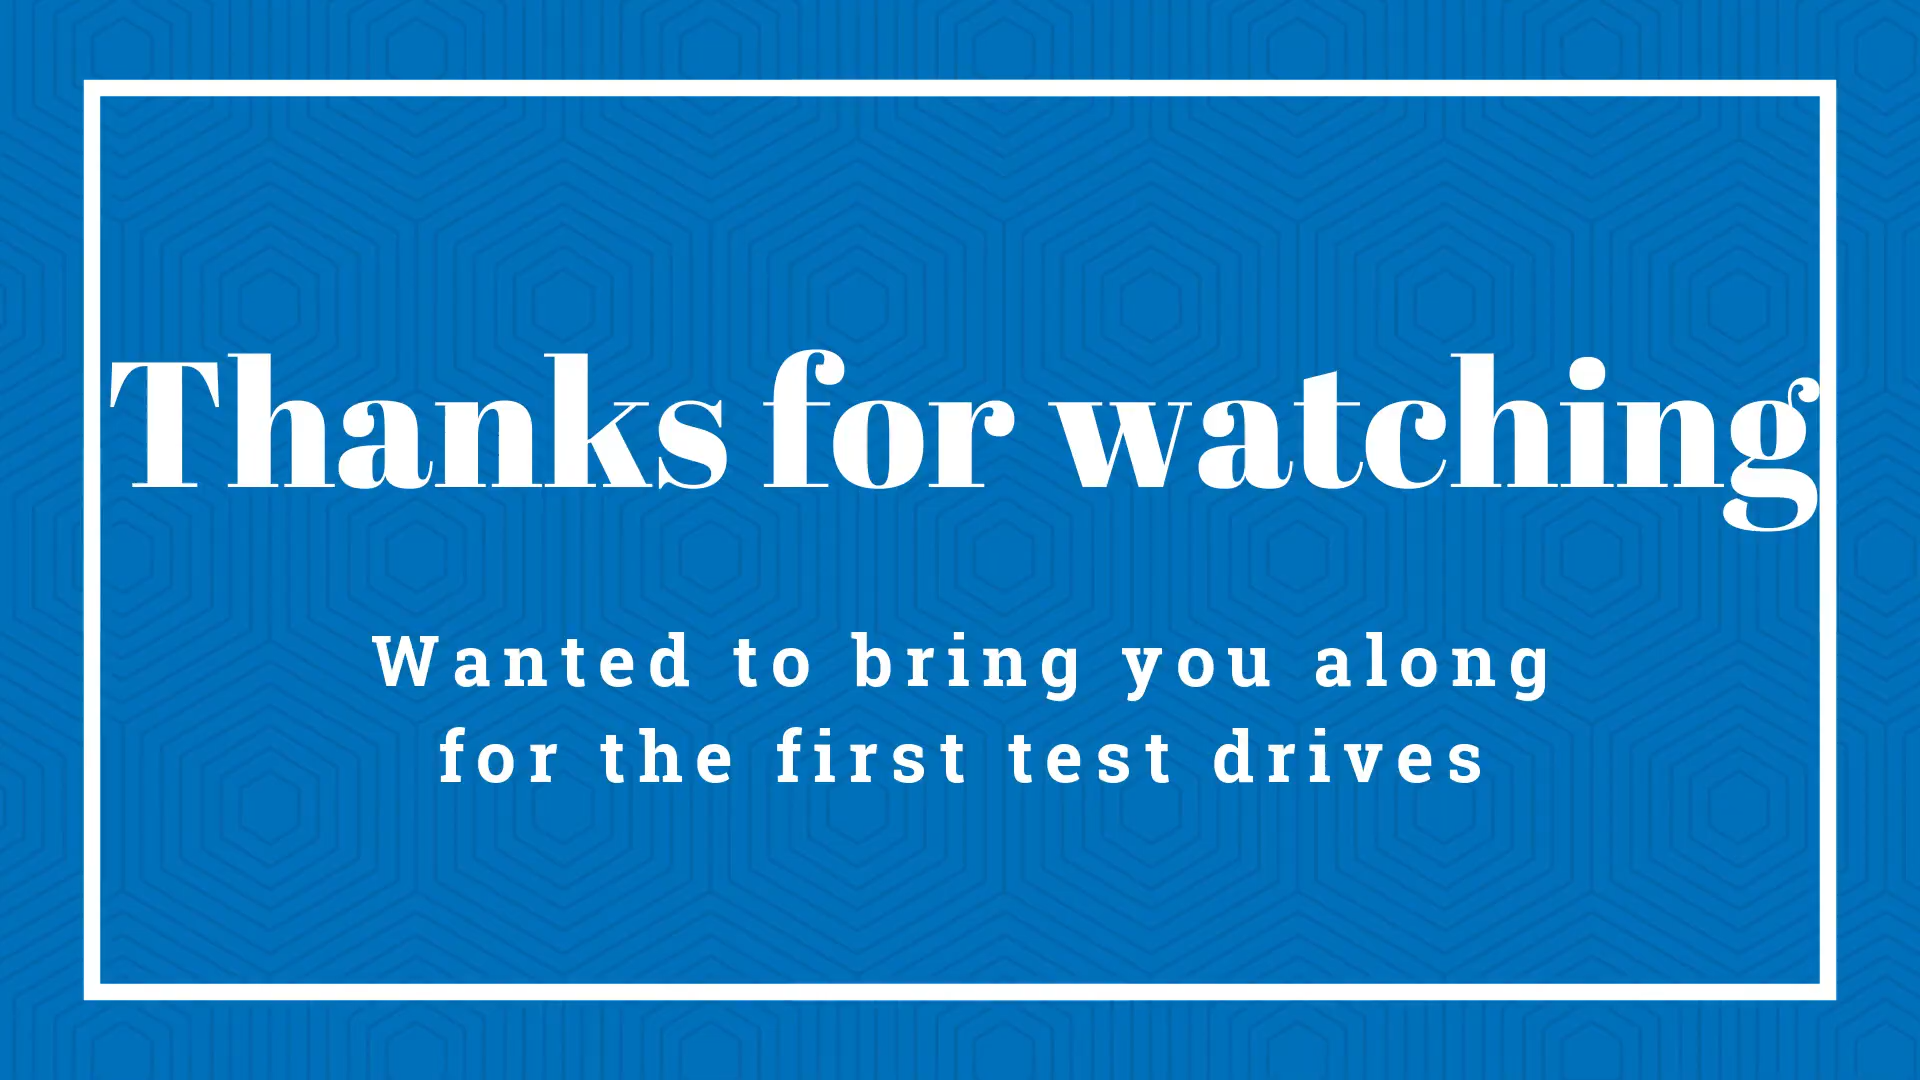 Thanks for watching
Wanted to bring you along
for the first test drives